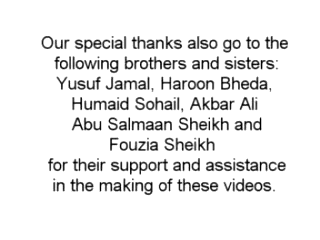 Our special thanks also go to the
following brothers and sisters:
Yusuf Jamal, Haroon Bheda,
Humaid Sohail, Akbar Ali
Abu Salmaan Sheikh and
Fouzia Sheikh
for their support and assistance
in the making of these videos.